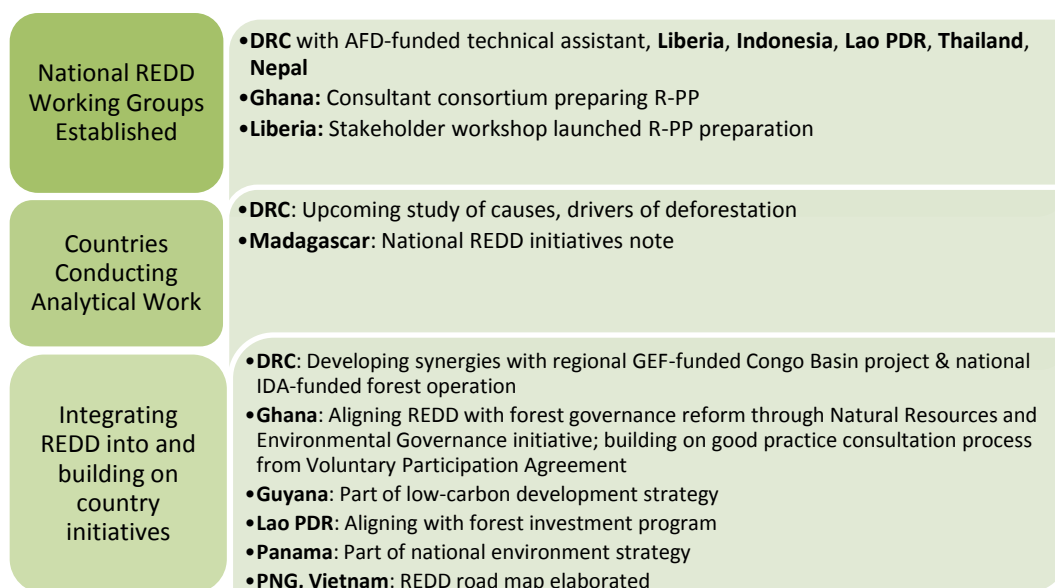 National REDD
Working Groups
Established
•DRC with AFD-funded technical assistant, Liberia, Indonesia, Lao PDR, Thailand,
Nepal
•Ghana: Consultant consortium preparing R-PP
•Liberia: Stakeholder workshop launched R-PP preparation
Countries
Conducting
Analytical Work
•DRC: Upcoming study of causes, drivers of deforestation
•Madagascar: National REDD initiatives note
Integrating
REDD into and
building on
country
initiatives
•DRC: Developing synergies with regional GEF-funded Congo Basin project & national
IDA-funded forest operation
•Ghana: Aligning REDD with forest governance reform through Natural Resources and
Environmental Governance initiative; building on good practice consultation process
from Voluntary Participation Agreement
•Guyana: Part of low-carbon development strategy
•Lao PDR: Aligning with forest investment program
•Panama: Part of national environment strategy
•PNG, Vietnam: REDD road map elaborated